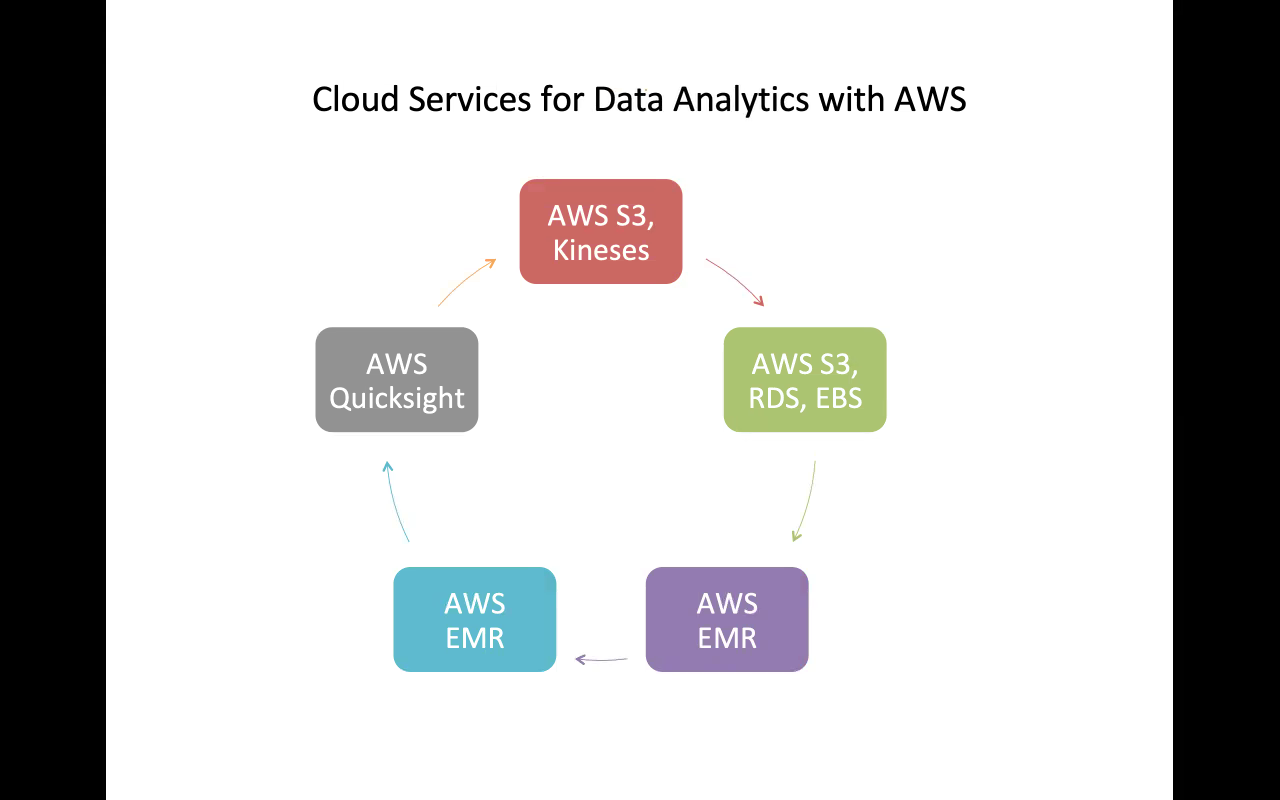 Cloud Services for Data Analytics with AWS
AWS S3,
Kineses
AWS S3,
RDS, EBS
AWS
EMR
AWS
EMR
AWS
Quicksight